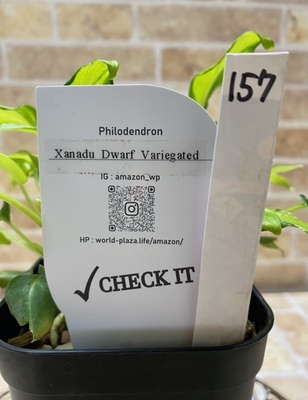 Philodendron
Xanadu Dwarf Variegated
IG : amazon_wp
HP : world-plaza.life/amazon/
CHECK IT
157